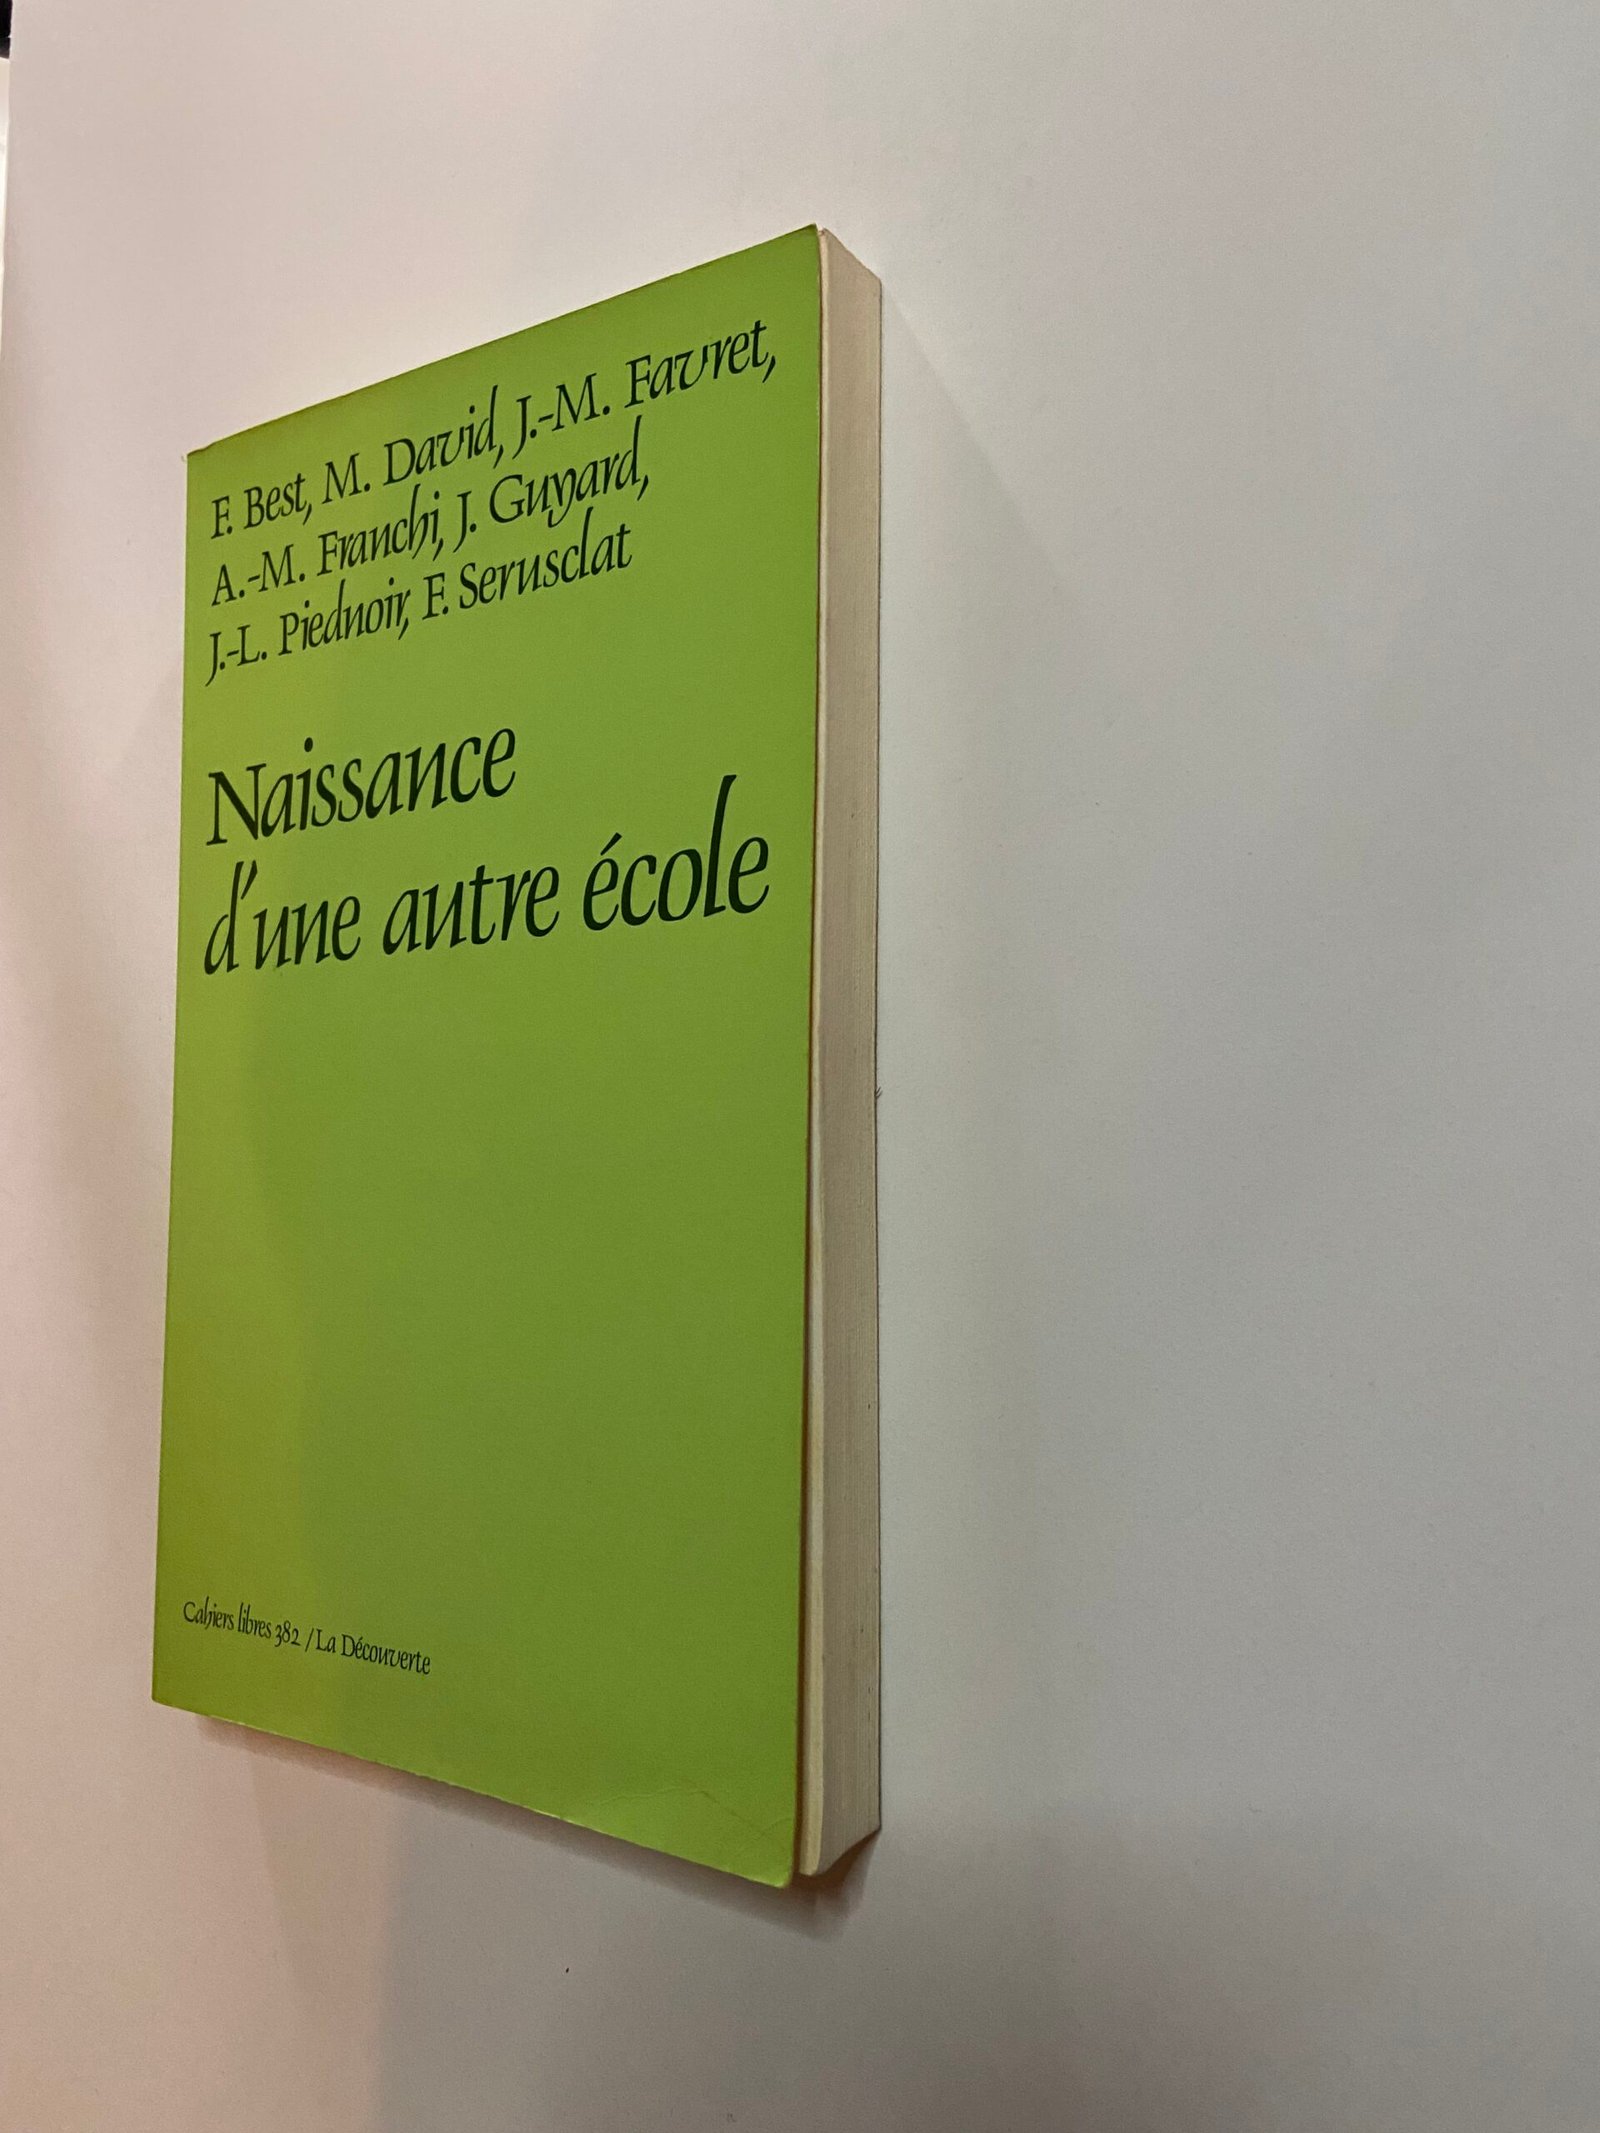 F. Best, M. David, J.-M. Favret,
A.-M. Franchi, J. Guyard,
J.-L. Piednoir, F. Serusclat
Naissance
d'une autre école
Cahiers libres 382 / La Découverte